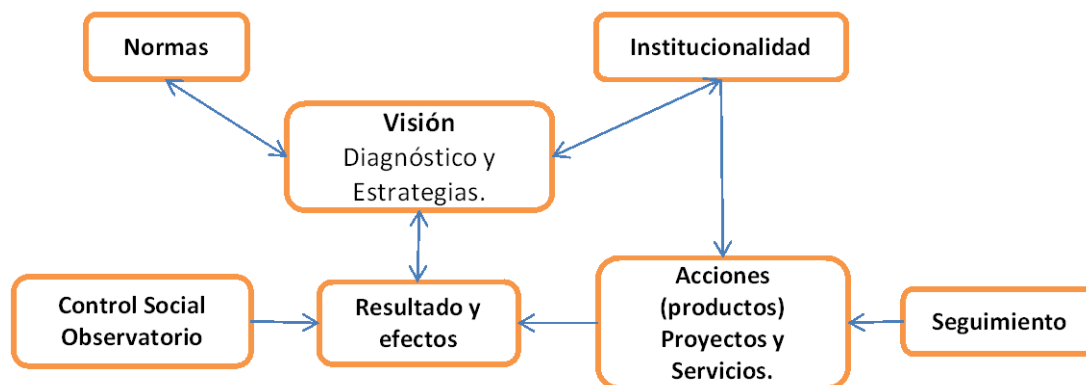 Normas
Institucionalidad
Visión
Diagnóstico y
Estrategias.
Control Social
Observatorio
Resultado y
efectos
Acciones
(productos)
Proyectos y
Servicios.
Seguimiento